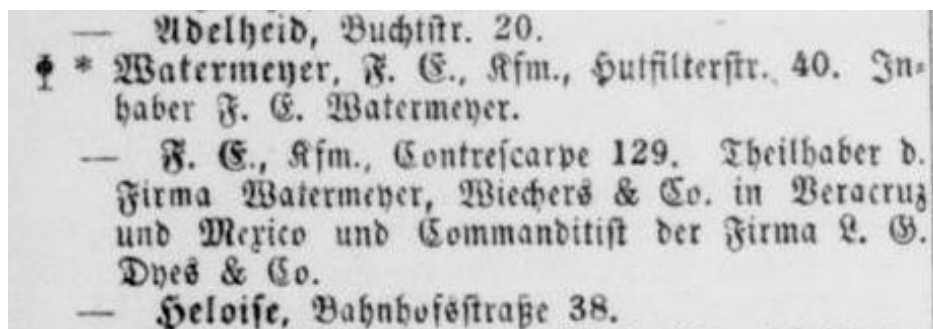 — Adelheid, Buchtstr. 20.
* Watermeyer, F. E., Kfm., Hutfilterstr. 40. In-
haber F. E. Watermeyer.
— F. E., Kfm., Contrescarpe 129. Theilhaber d.
Firma Watermeyer, Wiechers & Co. in Veracruz
und Mexico und Commanditist der Firma L. G.
Dyes & Co.
— Heloise, Bahnhofsstraße 38.